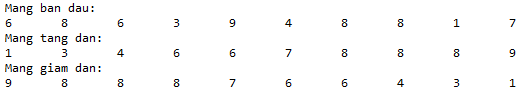 Mang ban dau:
6 8 6 3 9 4 8 8 1 7
Mang tang dan:
1 3 4 6 6 7 8 8 8 9
Mang giam dan:
9 8 8 8 7 6 6 4 3 1